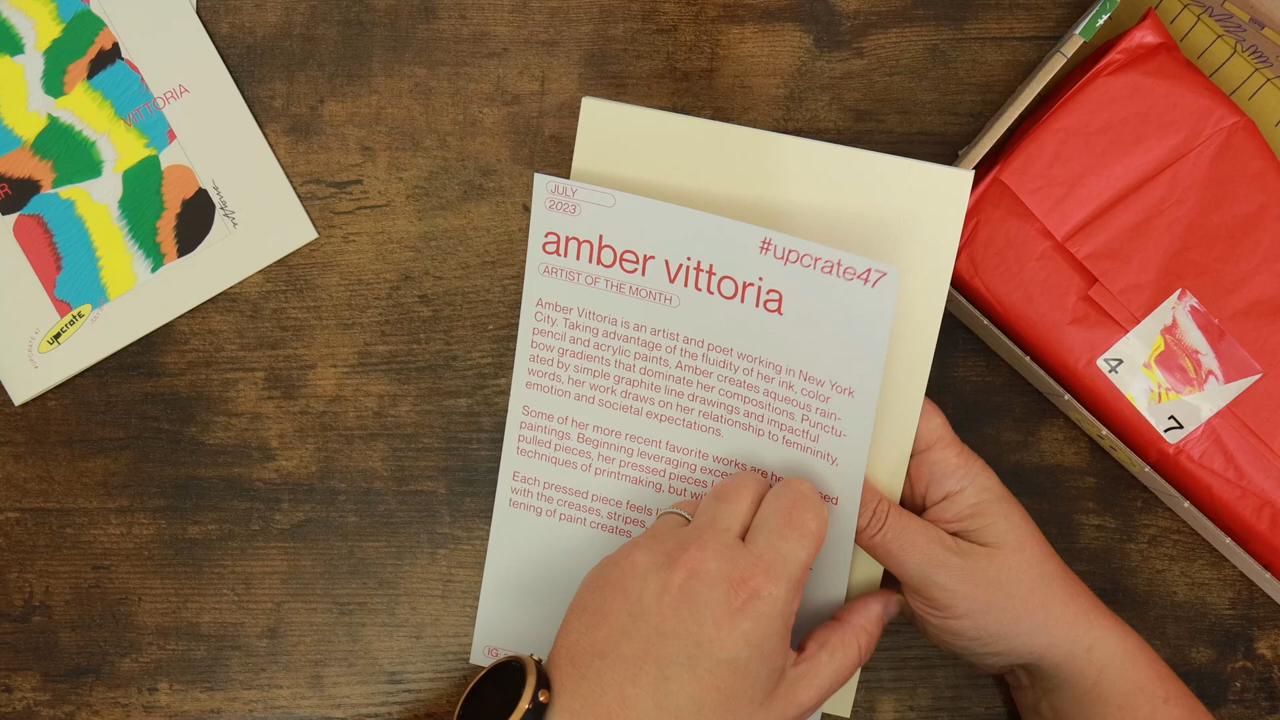 VITTORIA
upcrate
JULY
2023
#upcrate47
amber vittoria
ARTIST OF THE MONTH
Amber Vittoria is an artist and poet working in New York
City. Taking advantage of the fluidity of her ink, color
pencil and acrylic paints, Amber creates aqueous rain-
bow gradients that dominate her compositions. Punctu-
ated by simple graphite line drawings and impactful
words, her work draws on her relationship to femininity,
emotion and societal expectations.
Some of her more recent favorite works are her
paintings. Beginning leveraging
pulled pieces, her pressed pieces
techniques of printmaking, but
Each pressed piece feels
with the creases, stripes,
tening of paint creates
IG:
4
7